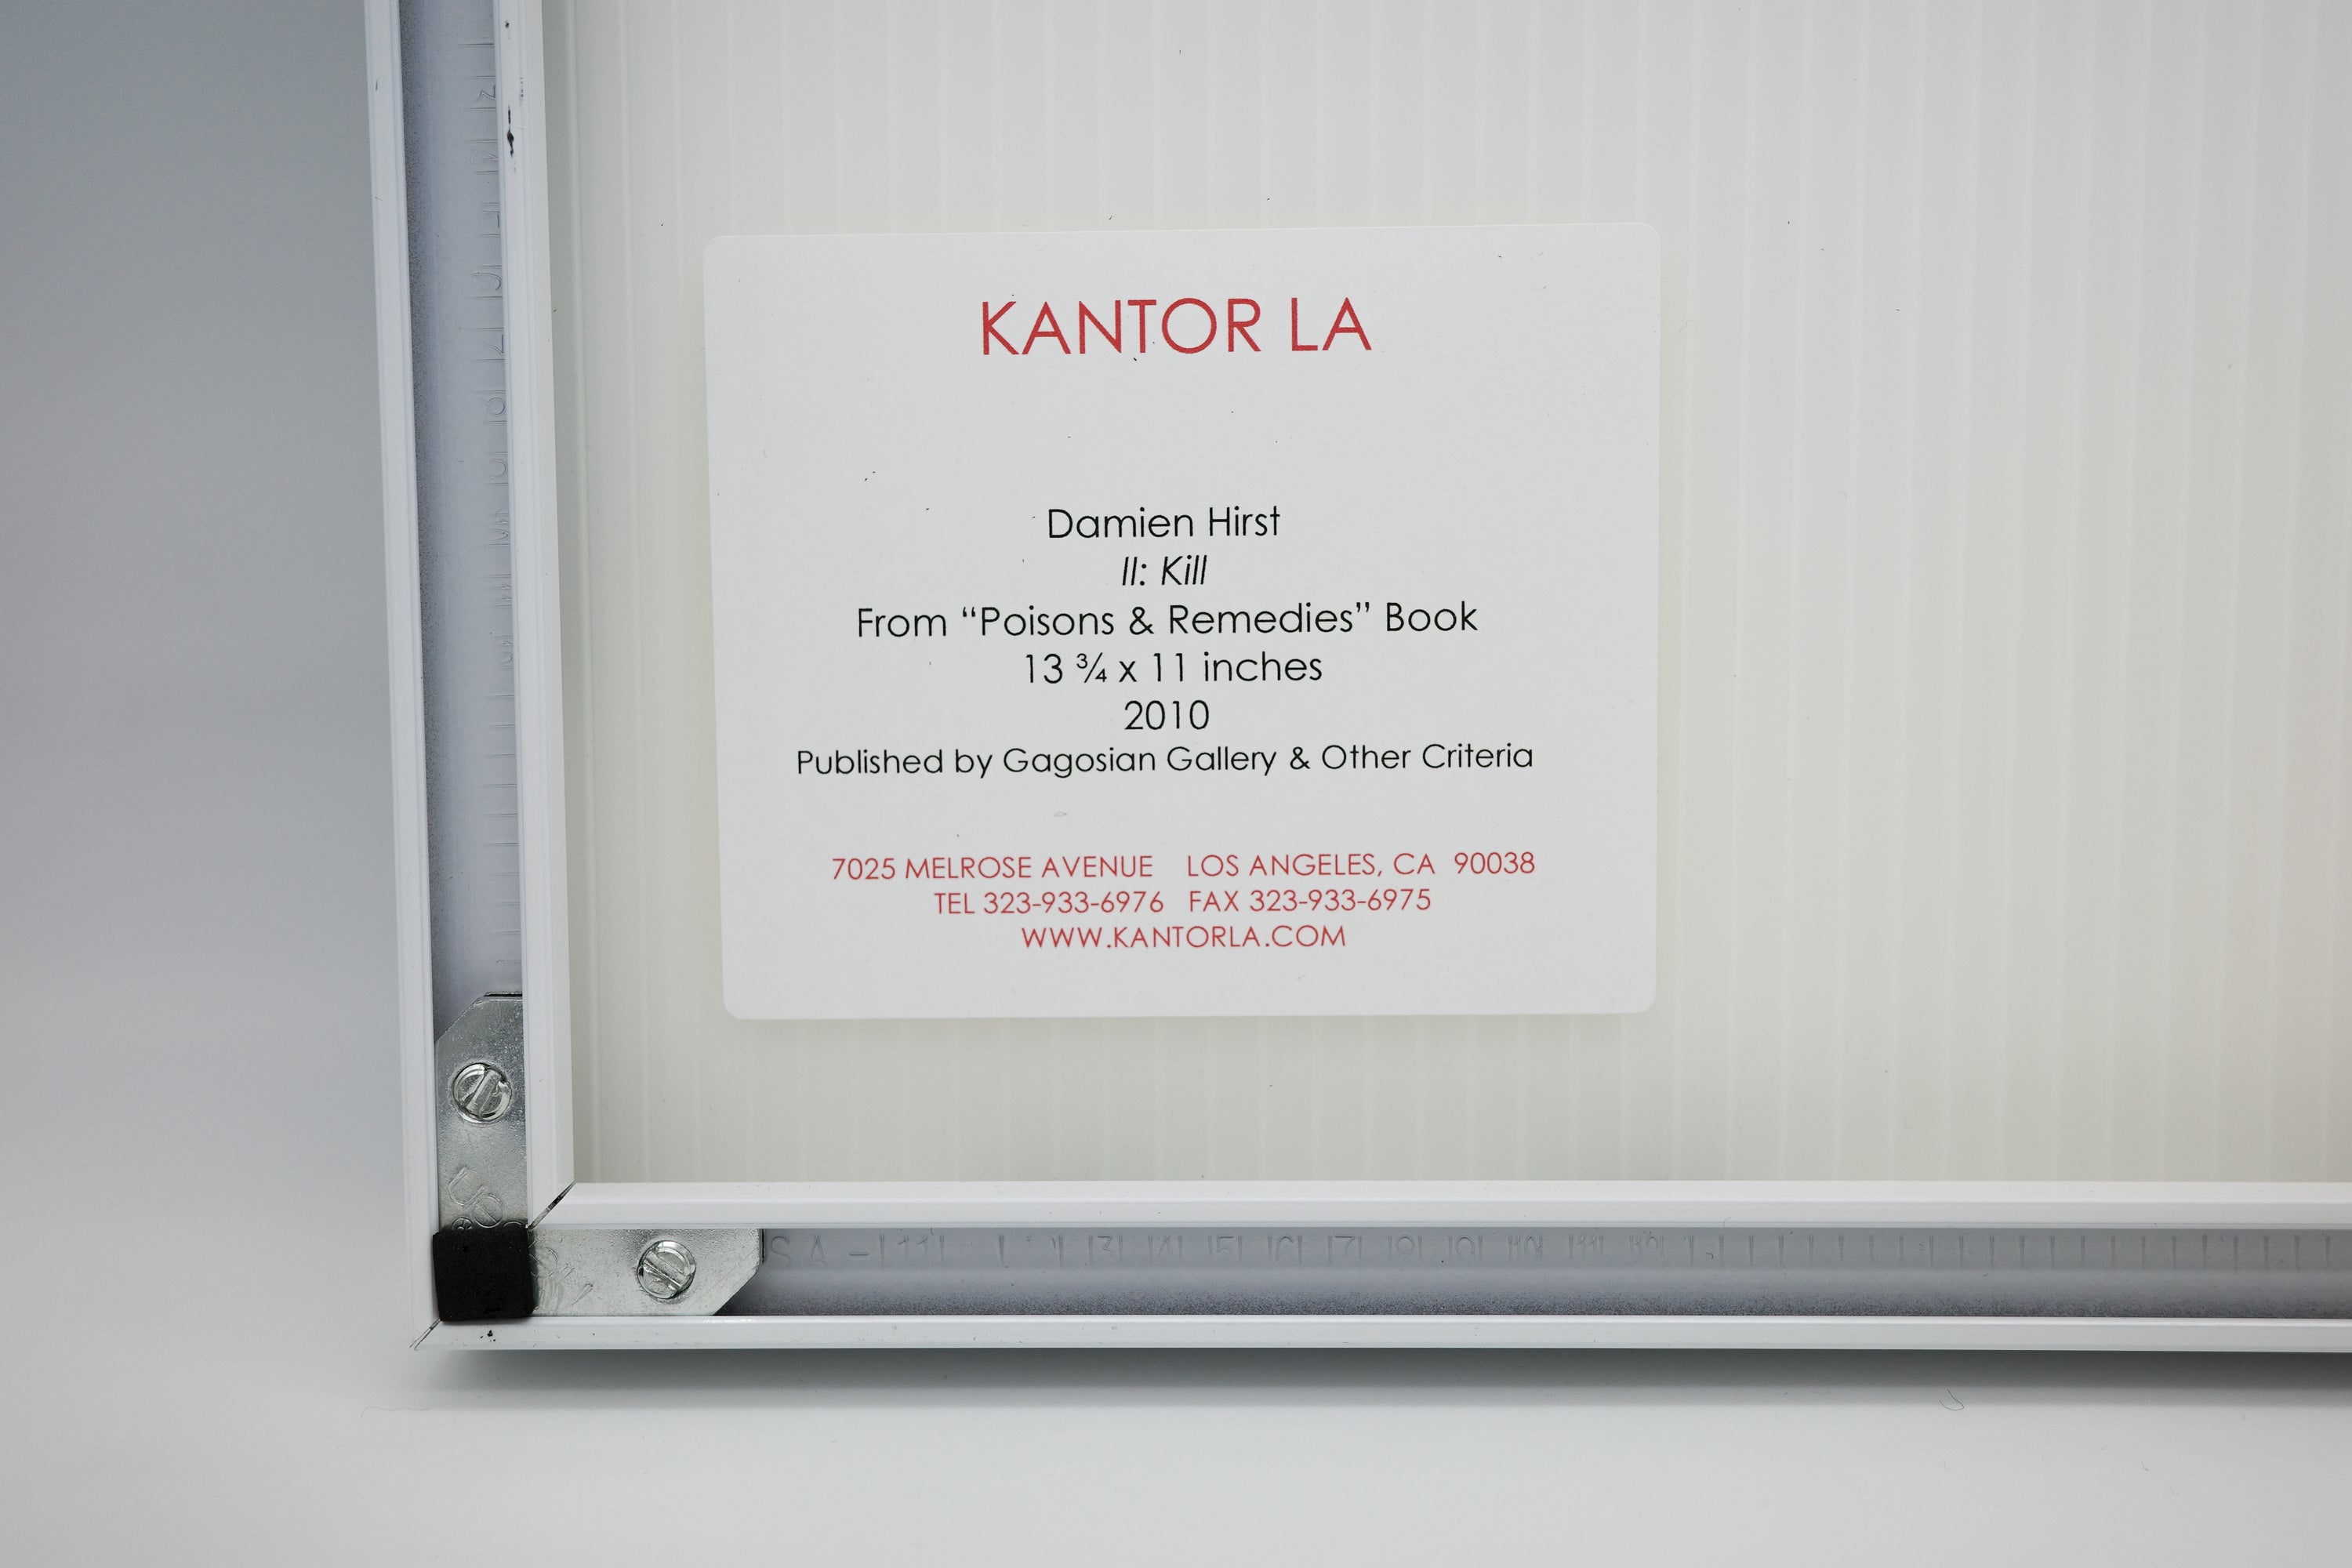 KANTOR LA
Damien Hirst
II: Kill
From “Poisons & Remedies” Book
13 ¾ x 11 inches
2010
Published by Gagosian Gallery & Other Criteria
7025 MELROSE AVENUE LOS ANGELES, CA 90038
TEL 323-933-6976 FAX 323-933-6975
WWW.KANTORLA.COM